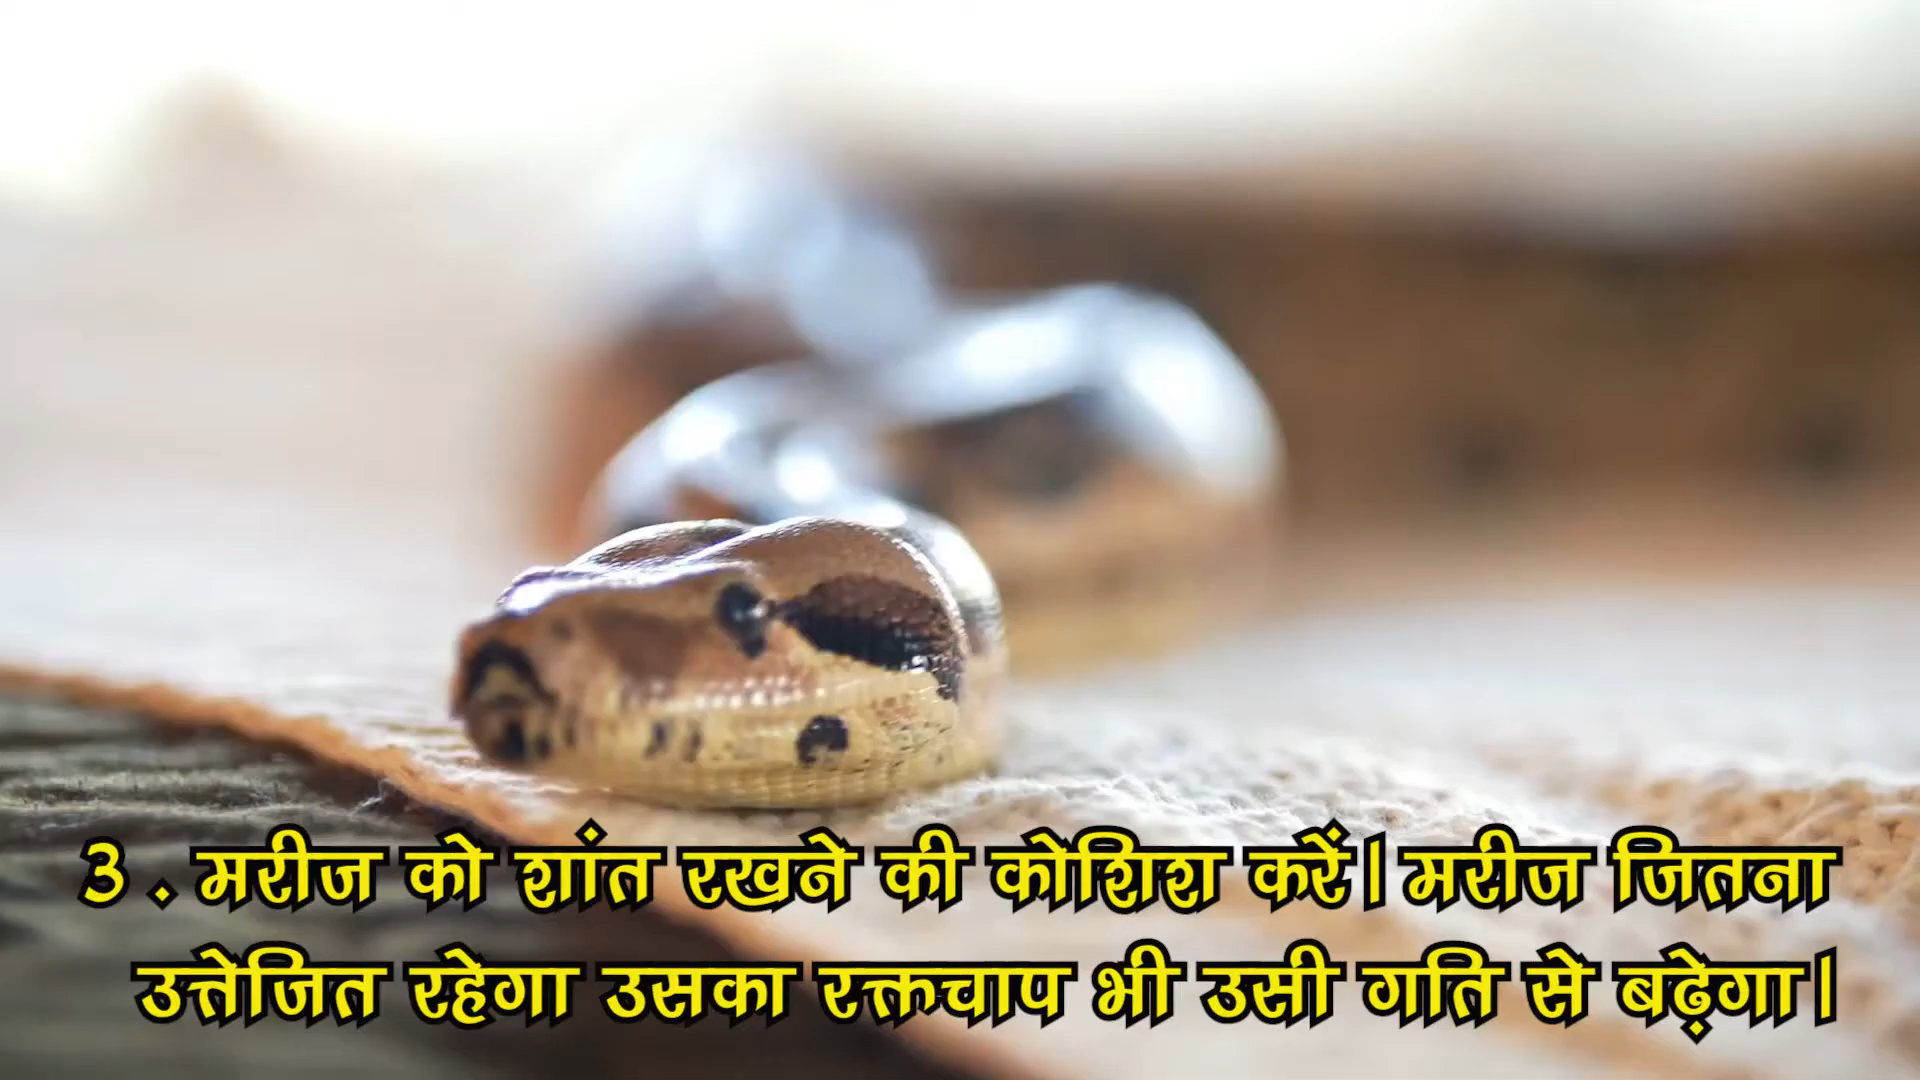 3 . मरीज को शांत रखने की कोशिश करें। मरीज जितना
उत्तेजित रहेगा उसका रक्तचाप भी उसी गति से बढ़ेगा।